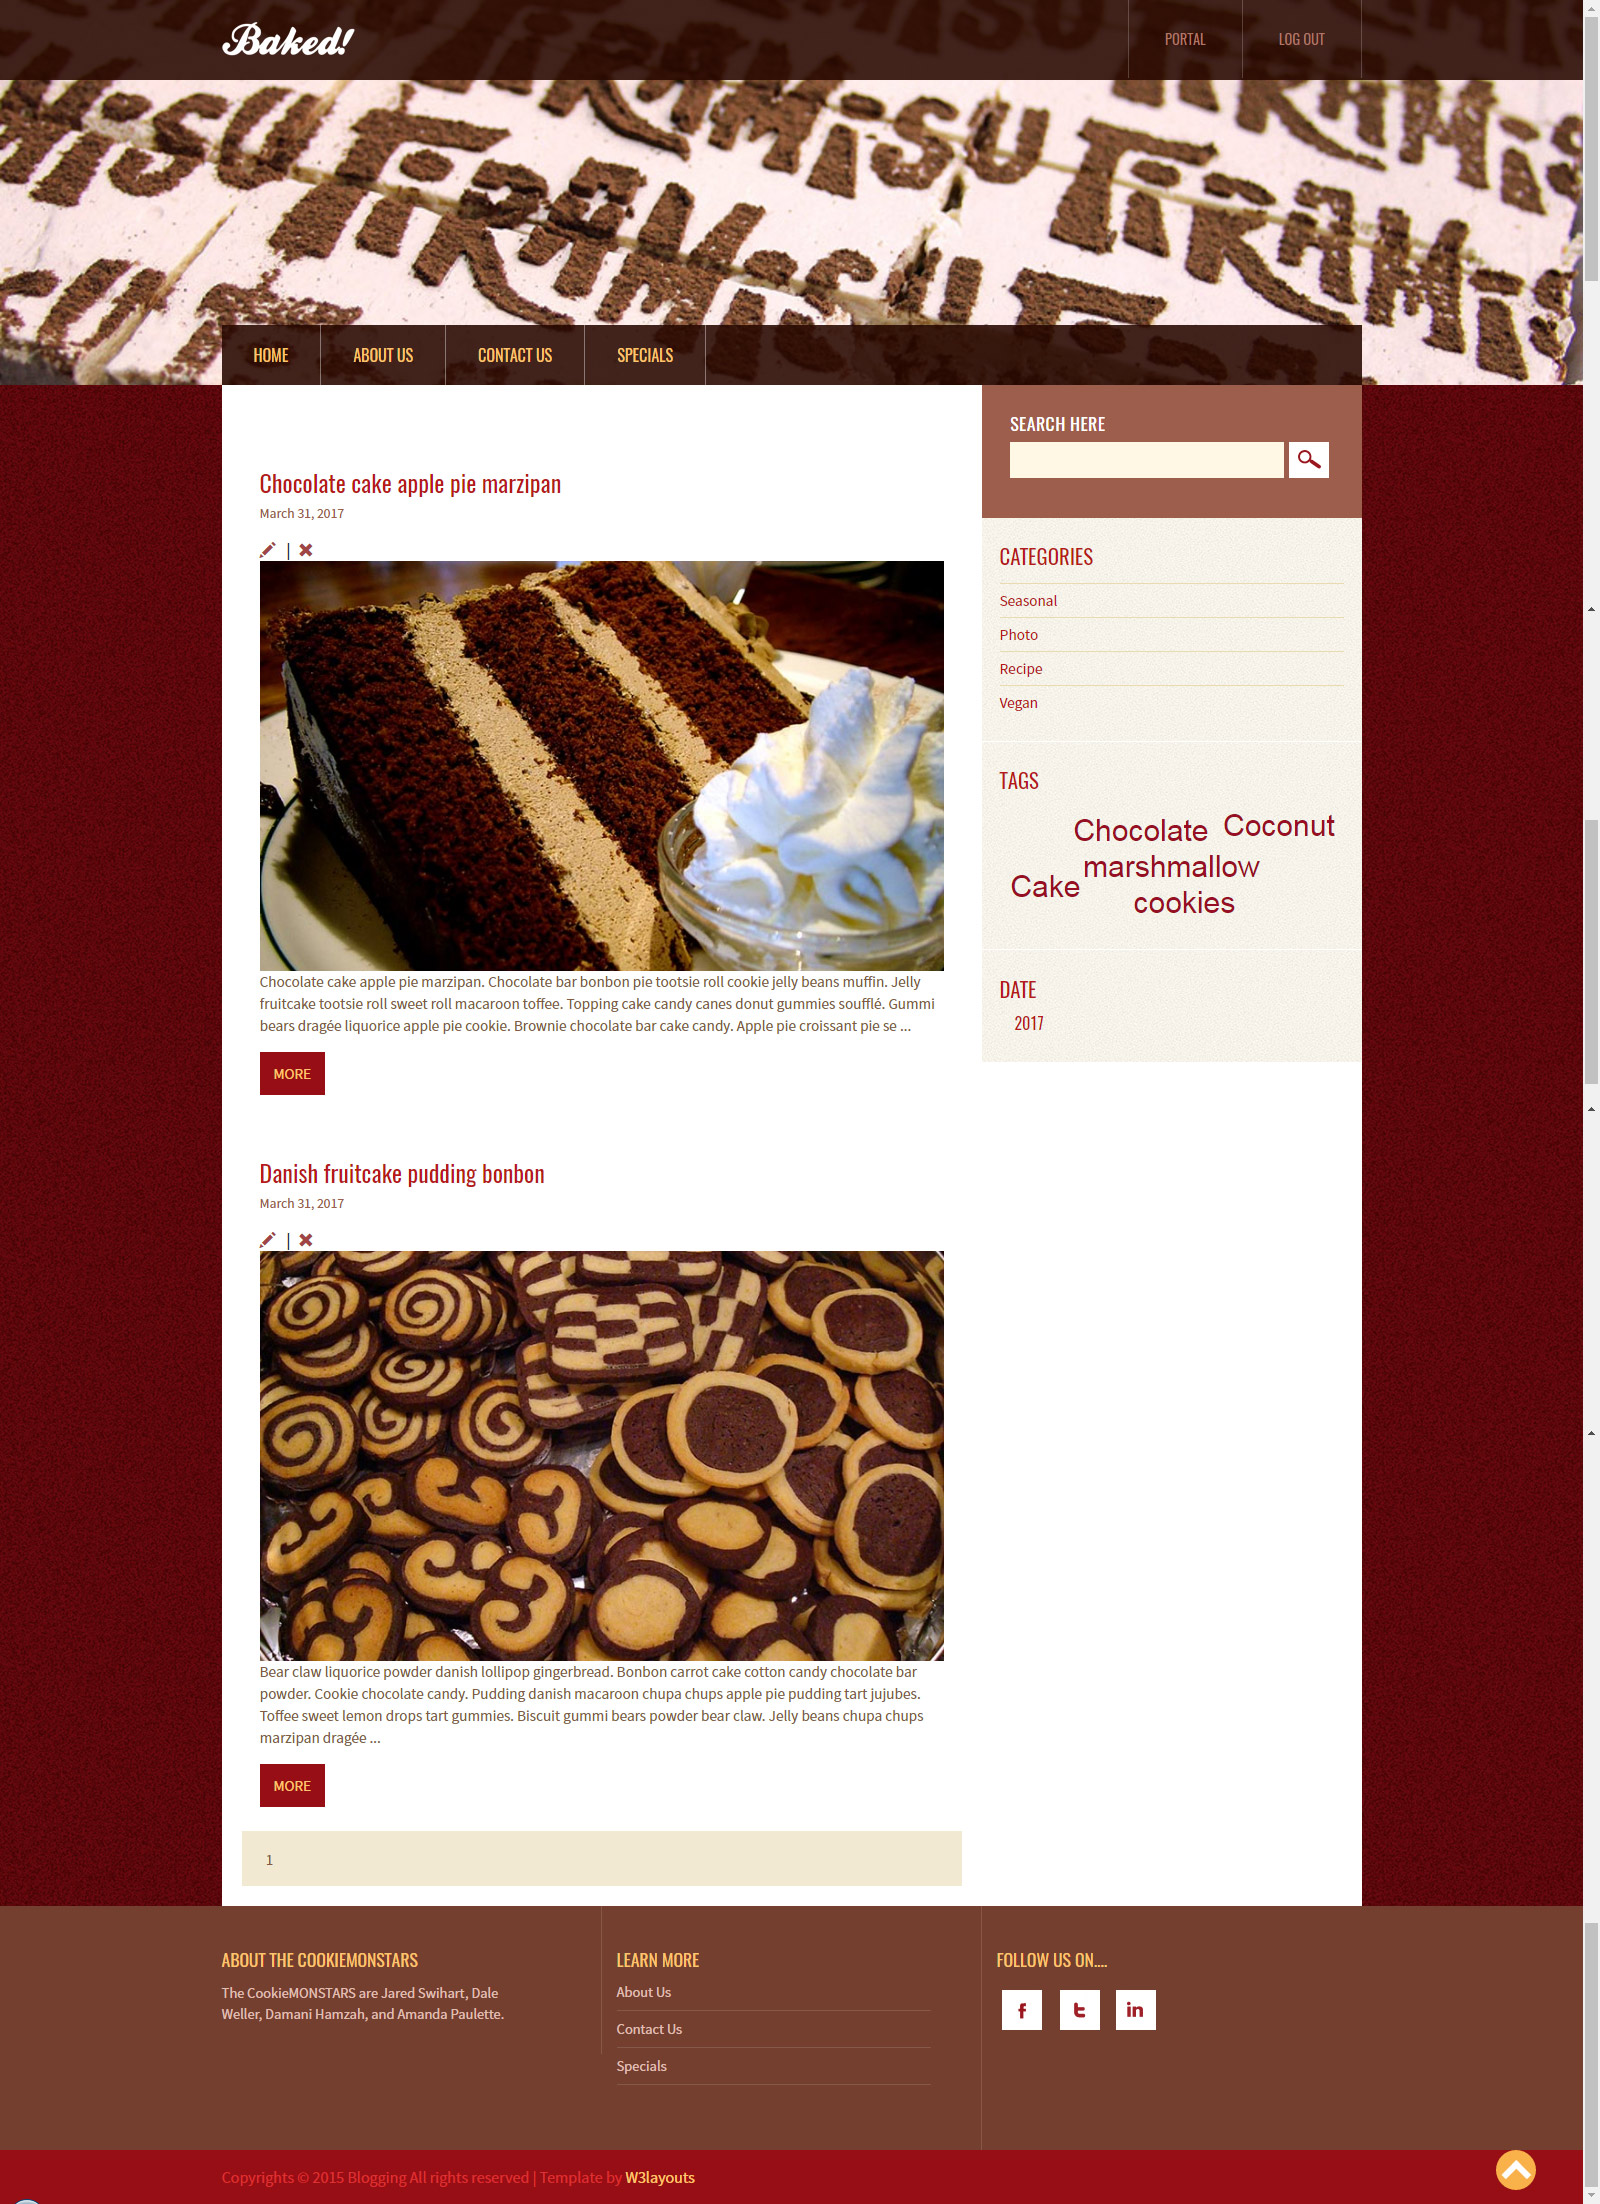 Baked!
PORTAL
LOG OUT
TIRAMISU
HOME
ABOUT US
CONTACT US
SPECIALS
SEARCH HERE
Chocolate cake apple pie marzipan
March 31, 2017
|
Chocolate cake apple pie marzipan. Chocolate bar bonbon pie tootsie roll cookie jelly beans muffin. Jelly
fruitcake tootsie roll sweet roll macaroon toffee. Topping cake candy canes donut gummies soufflé. Gummi
bears dragée liquorice apple pie cookie. Brownie chocolate bar cake candy. Apple pie croissant pie se ...
MORE
Danish fruitcake pudding bonbon
March 31, 2017
|
Bear claw liquorice powder danish lollipop gingerbread. Bonbon carrot cake cotton candy chocolate bar
powder. Cookie chocolate candy. Pudding danish macaroon chupa chups apple pie pudding tart jujubes.
Toffee sweet lemon drops tart gummies. Biscuit gummi bears powder bear claw. Jelly beans chupa chups
marzipan dragée ...
MORE
1
CATEGORIES
Seasonal
Photo
Recipe
Vegan
TAGS
Chocolate Coconut
marshmallow
Cake
cookies
DATE
2017
ABOUT THE COOKIEMONSTARS
The CookieMONSTARS are Jared Swihart, Dale
Weller, Damani Hamzah, and Amanda Paulette.
LEARN MORE
About Us
Contact Us
Specials
FOLLOW US ON....
f
t
in
Copyrights © 2015 Blogging All rights reserved | Template by W3layouts